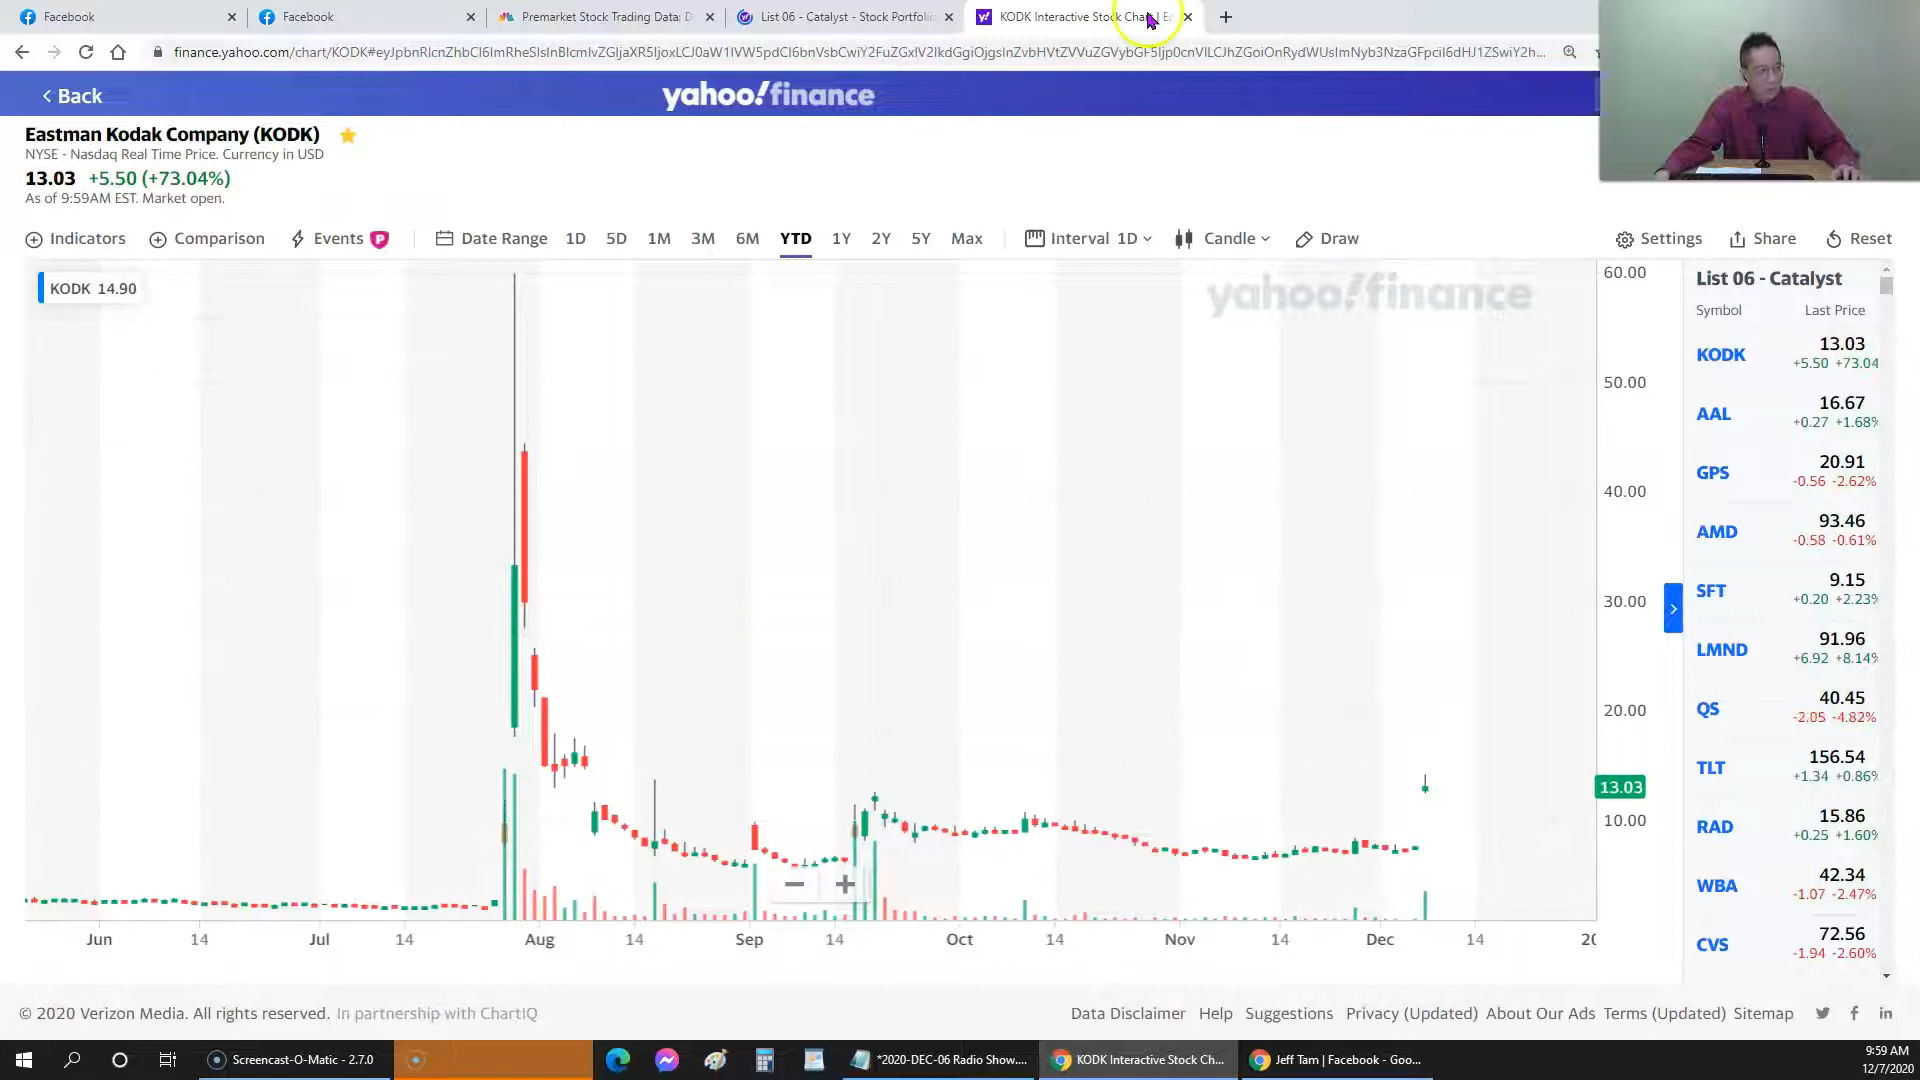 Facebook
Facebook
Premarket Stock Trading Data: D
List 06 - Catalyst - Stock Portfolio
KODK Interactive Stock Chart | Ea
Back
yahoo!finance
Eastman Kodak Company (KODK)
NYSE - Nasdaq Real Time Price. Currency in USD
13.03 +5.50 (+73.04%)
As of 9:59AM EST. Market open.
Indicators
Comparison
Events P
Date Range
1D
5D
1M
3M
6M
YTD
1Y
2Y
5Y
Max
Interval 1D
Candle
Draw
Settings
Share
Reset
KODK 14.90
yahoo!finance
60.00
50.00
40.00
30.00
20.00
13.03
10.00
Jun 14 Jul 14 Aug 14 Sep 14 Oct 14 Nov 14 Dec 14 20
List 06 - Catalyst
Symbol Last Price
KODK 13.03
+5.50 +73.04
AAL 16.67
+0.27 +1.68%
GPS 20.91
-0.56 -2.62%
AMD 93.46
-0.58 -0.61%
SFT 9.15
+0.20 +2.23%
LMND 91.96
+6.92 +8.14%
QS 40.45
-2.05 -4.82%
TLT 156.54
+1.34 +0.86%
RAD 15.86
+0.25 +1.60%
WBA 42.34
-1.07 -2.47%
CVS 72.56
-1.94 -2.60%
© 2020 Verizon Media. All rights reserved. In partnership with ChartIQ
Data Disclaimer Help Suggestions Privacy (Updated) About Our Ads Terms (Updated) Sitemap
Screencast-O-Matic - 2.7.0
*2020-DEC-06 Radio Show....
KODK Interactive Stock Ch...
Jeff Tam | Facebook - Goo...
9:59 AM
12/7/2020